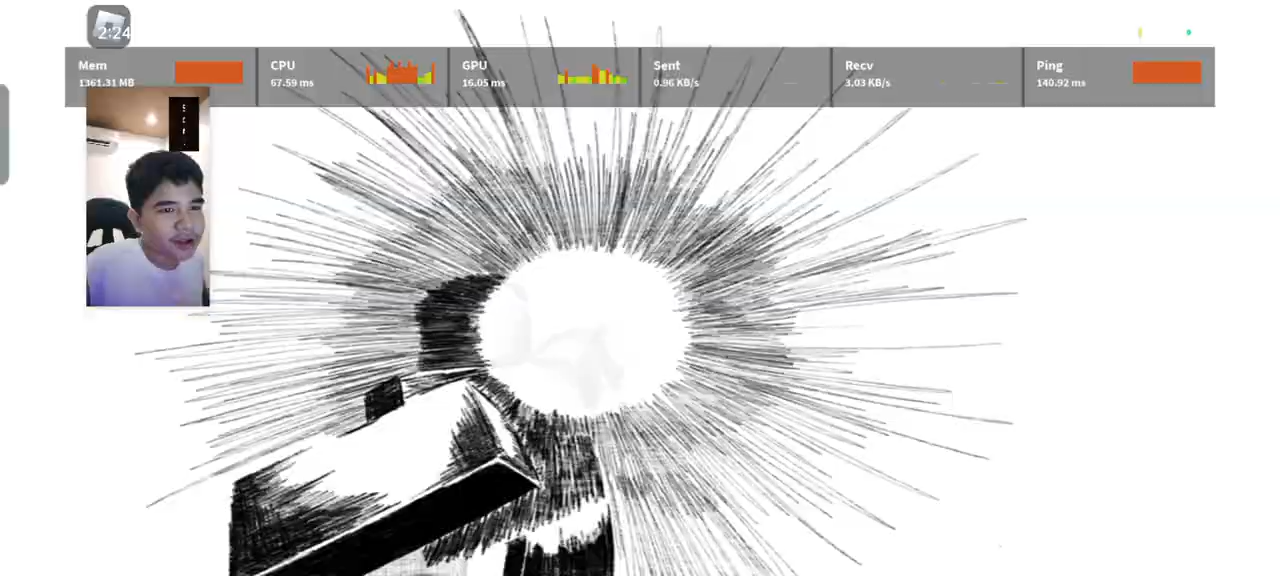 2:24
Mem CPU GPU Sent Recv Ping
1361.31 MB 67.59 ms 16.05 ms 0.96 KB/s 3.03 KB/s 140.92 ms